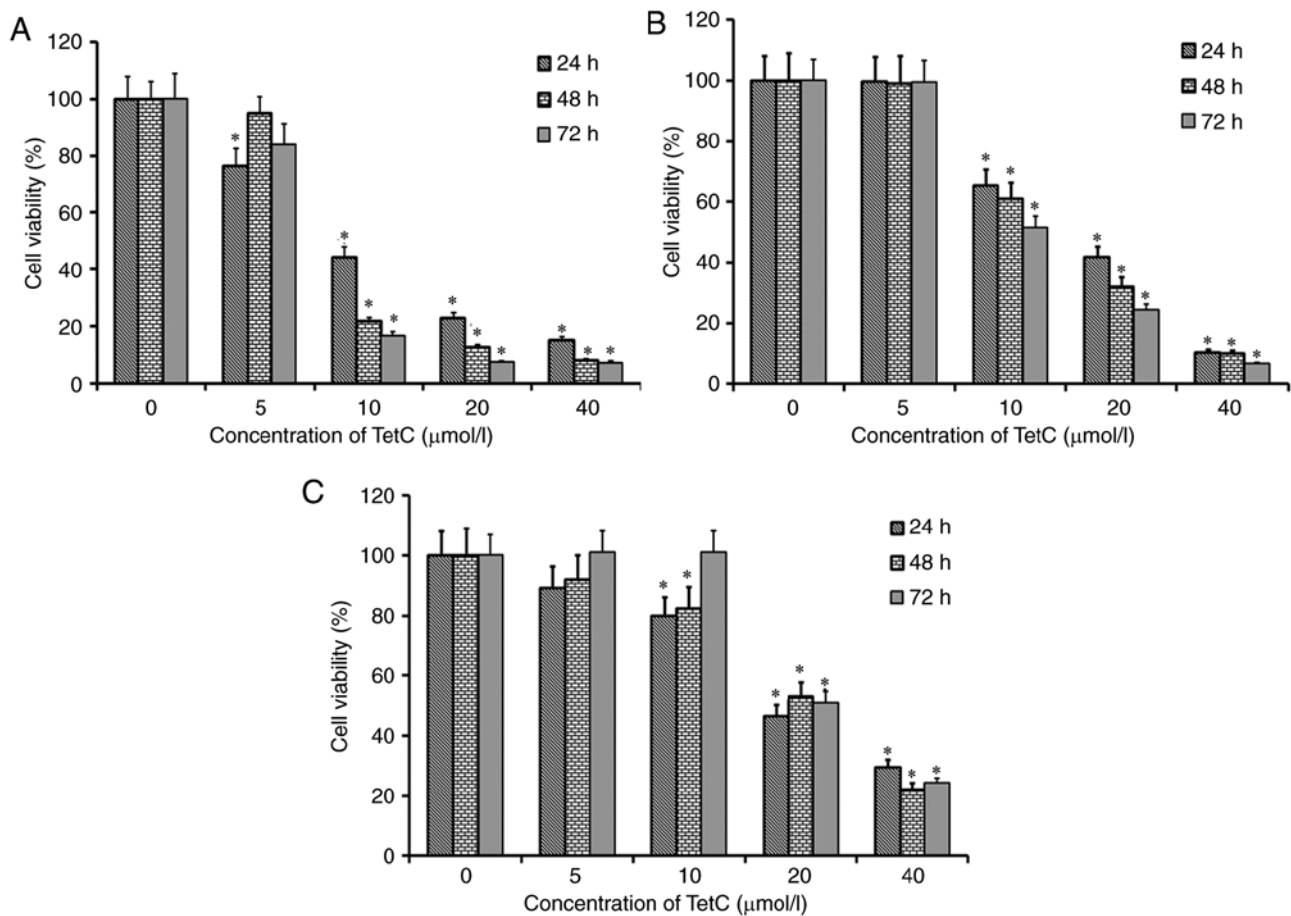 A
120
100
80
60
40
20
0
Cell viability (%)
24 h
48 h
72 h
*
* * *
* * *
* * *
0 5 10 20 40
Concentration of TetC (μmol/l)
B
120
100
80
60
40
20
0
Cell viability (%)
24 h
48 h
72 h
* * *
* * *
* * *
0 5 10 20 40
Concentration of TetC (μmol/l)
C
120
100
80
60
40
20
0
Cell viability (%)
24 h
48 h
72 h
* *
* * *
* * *
0 5 10 20 40
Concentration of TetC (μmol/l)